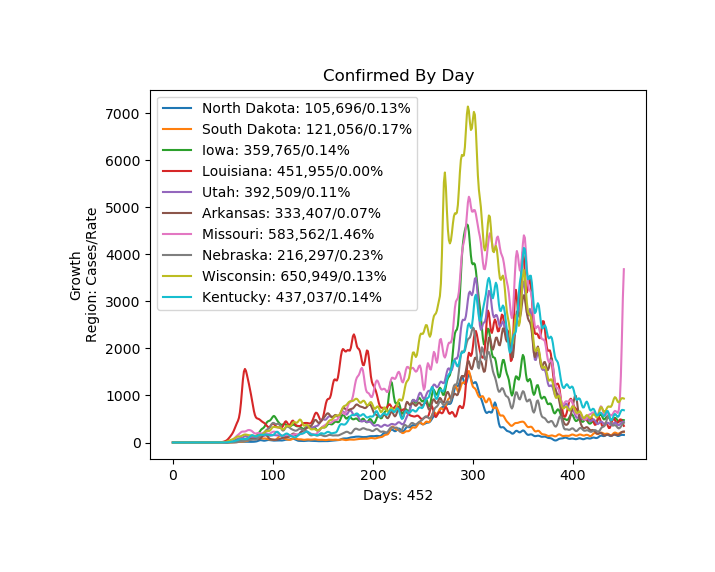 Confirmed By Day
Growth
Region: Cases/Rate
7000
6000
5000
4000
3000
2000
1000
0
North Dakota: 105,696/0.13%
South Dakota: 121,056/0.17%
Iowa: 359,765/0.14%
Louisiana: 451,955/0.00%
Utah: 392,509/0.11%
Arkansas: 333,407/0.07%
Missouri: 583,562/1.46%
Nebraska: 216,297/0.23%
Wisconsin: 650,949/0.13%
Kentucky: 437,037/0.14%
0 100 200 300 400
Days: 452